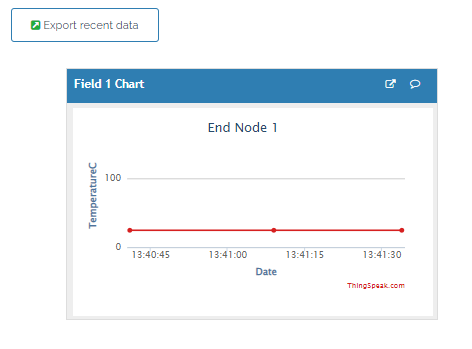 Export recent data
Field 1 Chart
End Node 1
TemperatureC
100
0
13:40:45 13:41:00 13:41:15 13:41:30
Date
ThingSpeak.com